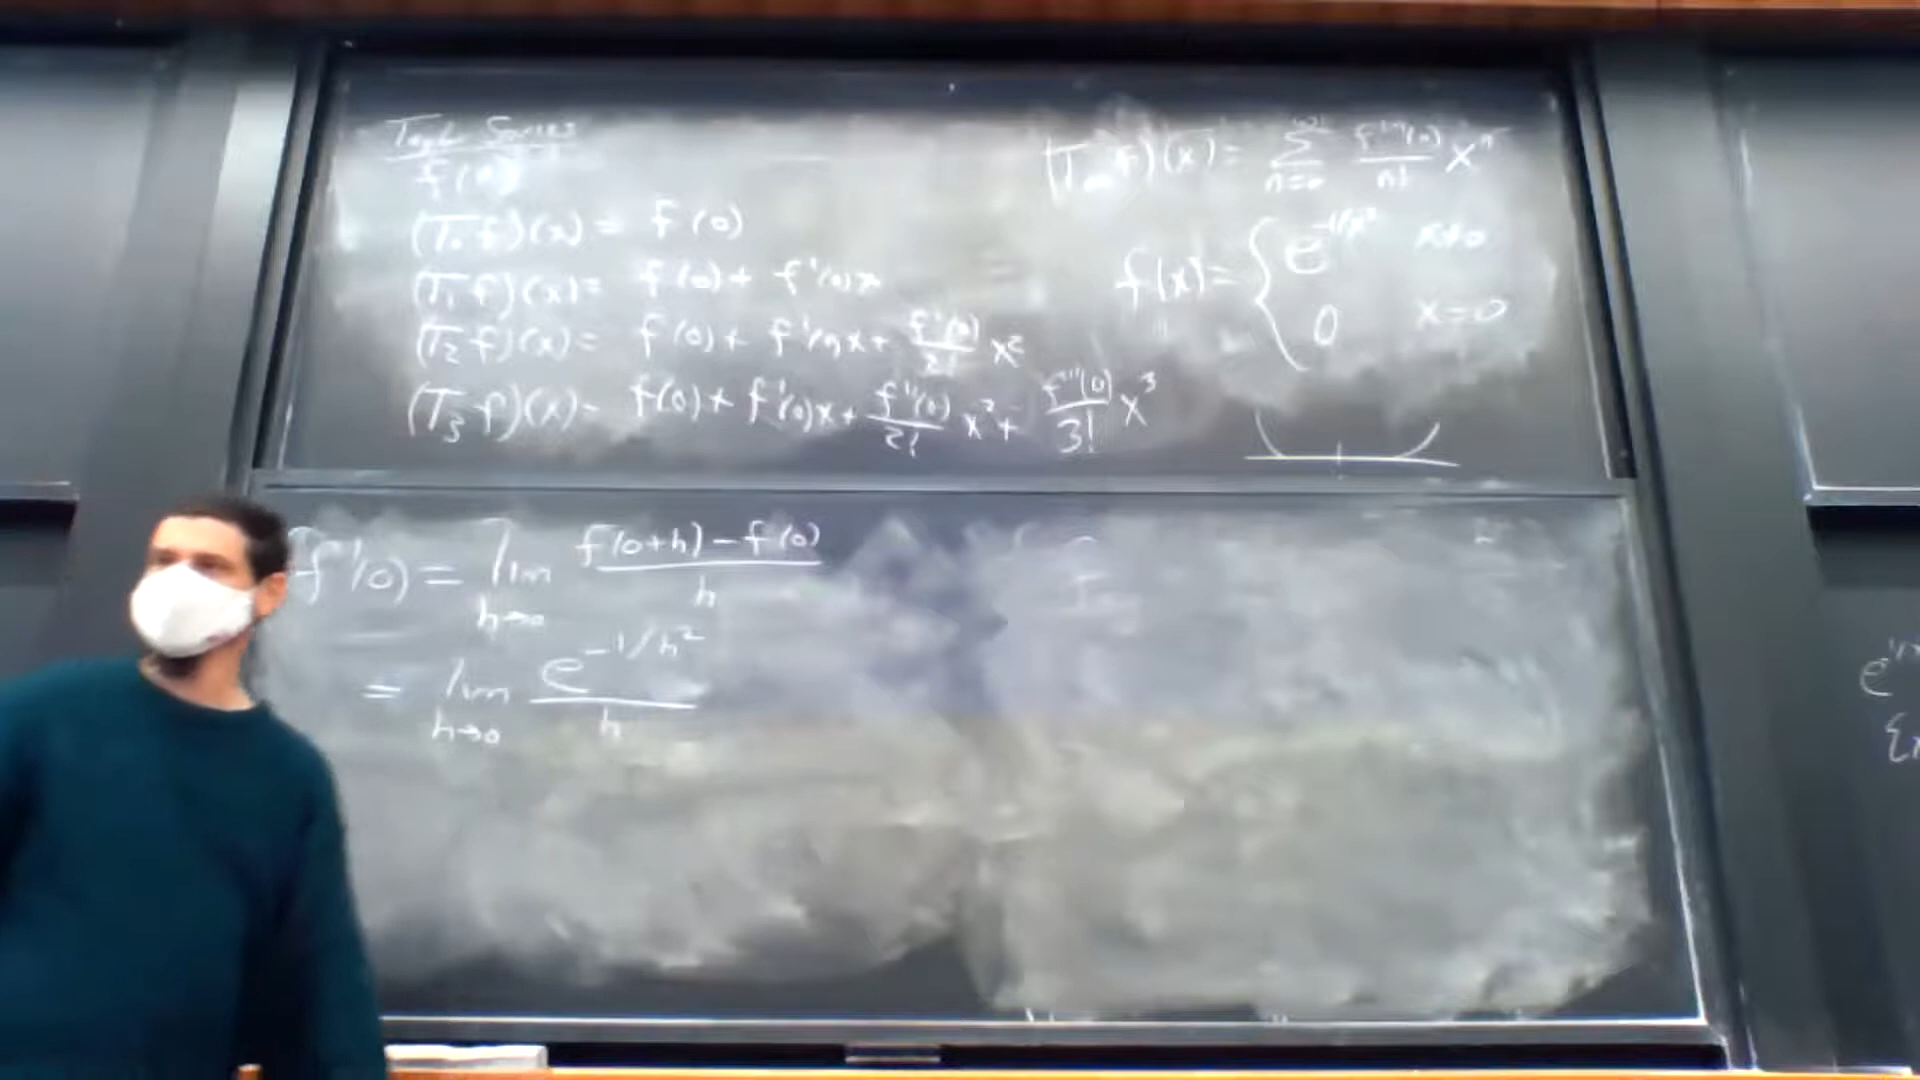 Tayl Series
f(0)
(T₀f)(x) = f(0)
(T₁f)(x) = f(0) + f'(0)x
(T₂f)(x) = f(0) + f'(0)x + f''(0)/2! x²
(T₃f)(x) = f(0) + f'(0)x + f''(0)/2! x² + f'''(0)/3! x³
(T∞f)(x) = ∑_{n=0}^{∞} f⁽ⁿ⁾(0)/n! xⁿ
f(x) = { e^{-1/x²} x≠0
0 x=0
f'(0) = lim_{h→0} f(0+h) - f(0) / h
= lim_{h→0} e^{-1/h²} / h